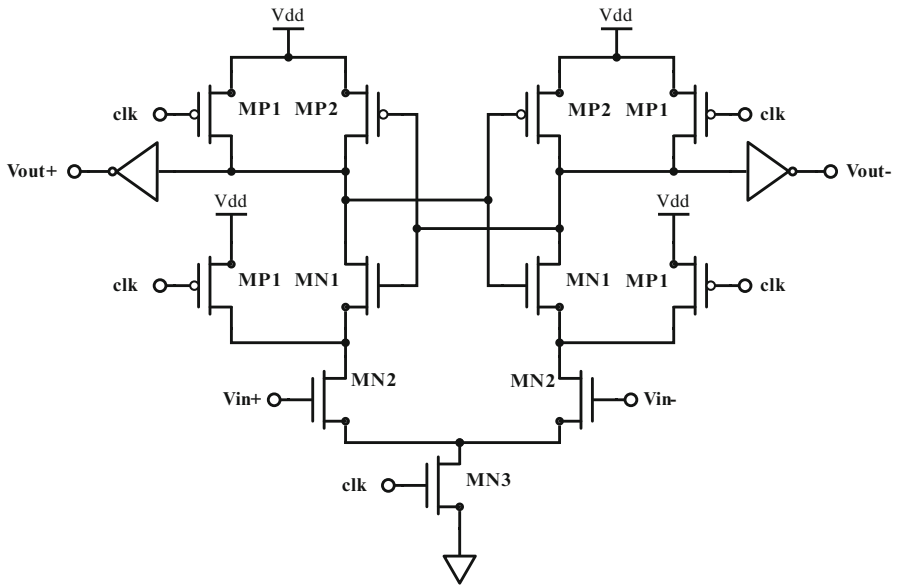 Vdd Vdd
clk MP1 MP2 MP2 MP1 clk
Vout+ Vout-
Vdd Vdd
clk MP1 MN1 MN1 MP1 clk
MN2 MN2
Vin+ Vin-
clk MN3